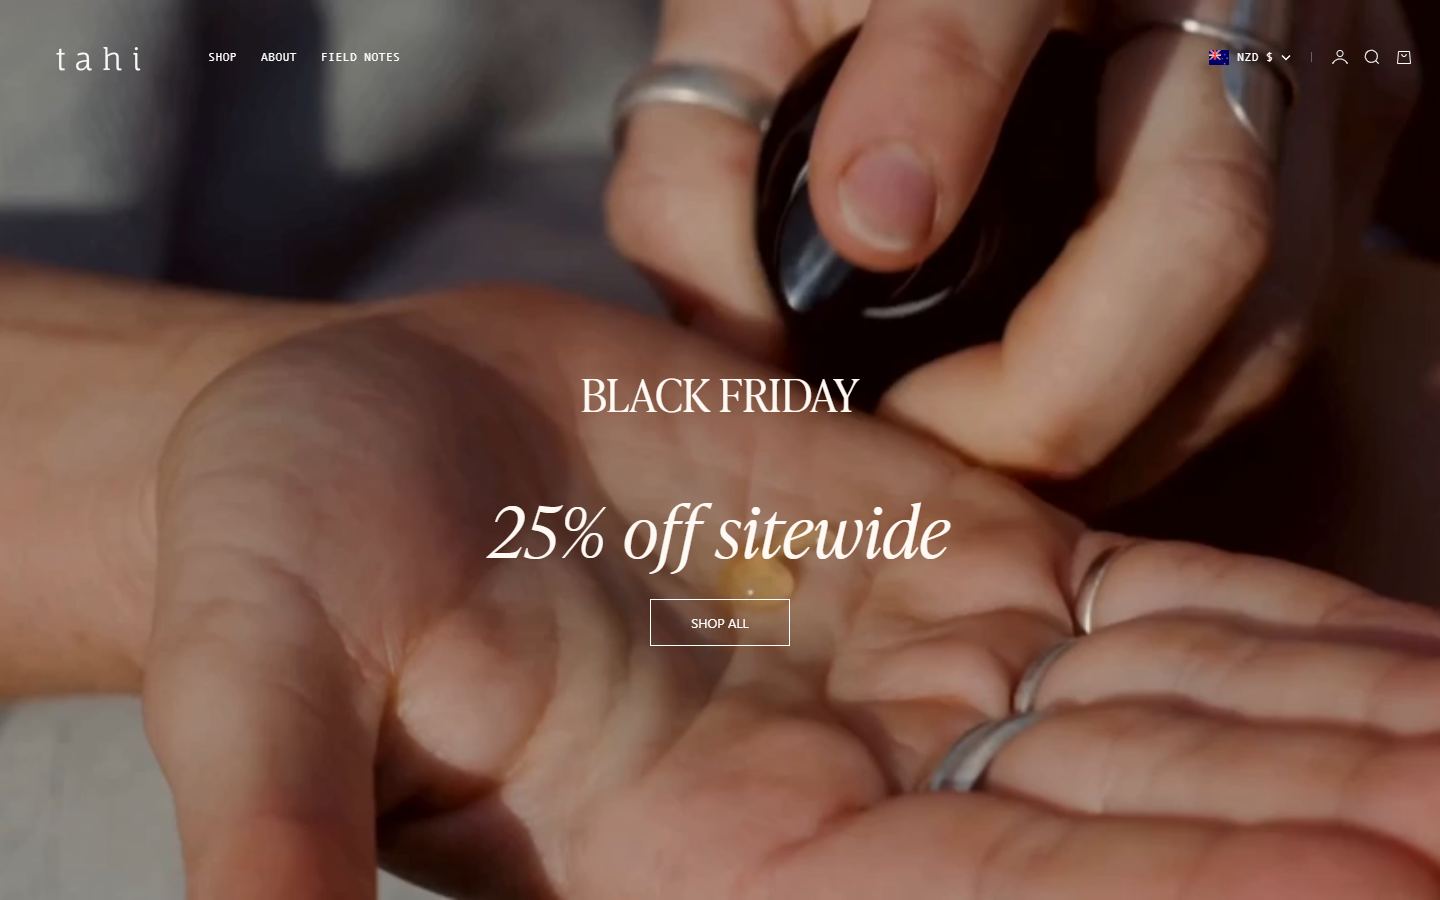 tahi
SHOP
ABOUT
FIELD NOTES
NZD $
BLACK FRIDAY
25% off sitewide
SHOP ALL